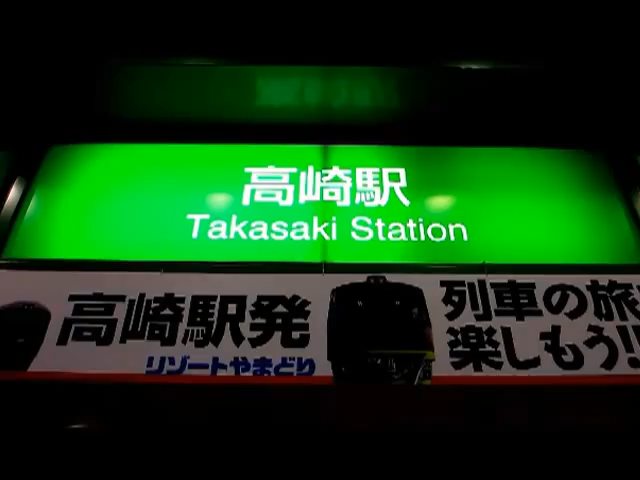 高崎駅
Takasaki Station
高崎駅発
リゾートやまどり
列車の旅
楽しもう!!